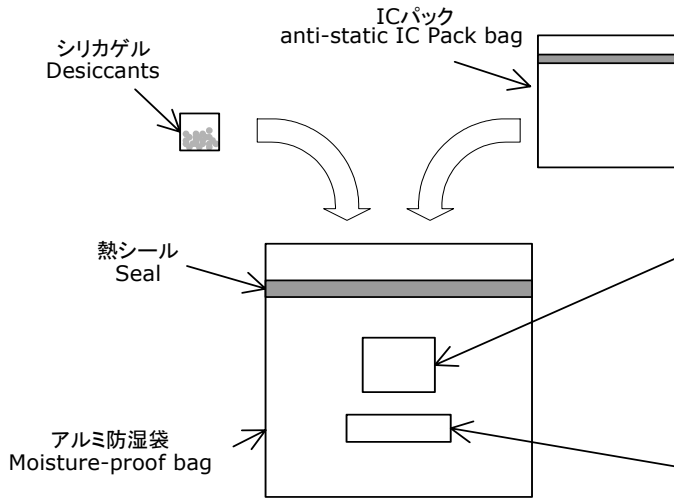 ICパック
anti-static IC Pack bag
シリカゲル
Desiccants
熱シール
Seal
アルミ防湿袋
Moisture-proof bag